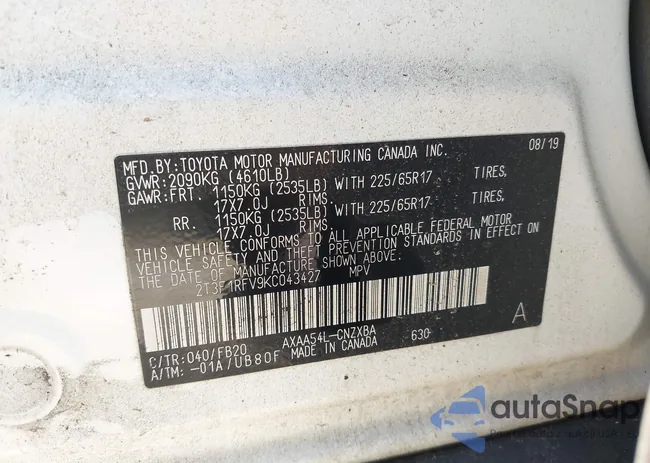 MFD.BY:TOYOTA MOTOR MANUFACTURING CANADA INC. 08/19
GVWR:2090KG (4610LB)
GAWR:FRT. 1150KG (2535LB) WITH 225/65R17 TIRES,
17X7.0J RIMS.
RR. 1150KG (2535LB) WITH 225/65R17 TIRES,
17X7.0J RIMS.
THIS VEHICLE CONFORMS TO ALL APPLICABLE FEDERAL MOTOR
VEHICLE SAFETY AND THEFT PREVENTION STANDARDS IN EFFECT ON
THE DATE OF MANUFACTURE SHOWN ABOVE.
2T3F1RFV9KC043427 MPV
C/TR:040/FB20 AXAA54L-CNZXBA 630 A
A/TM:-01A/UB80F MADE IN CANADA
autaSnap